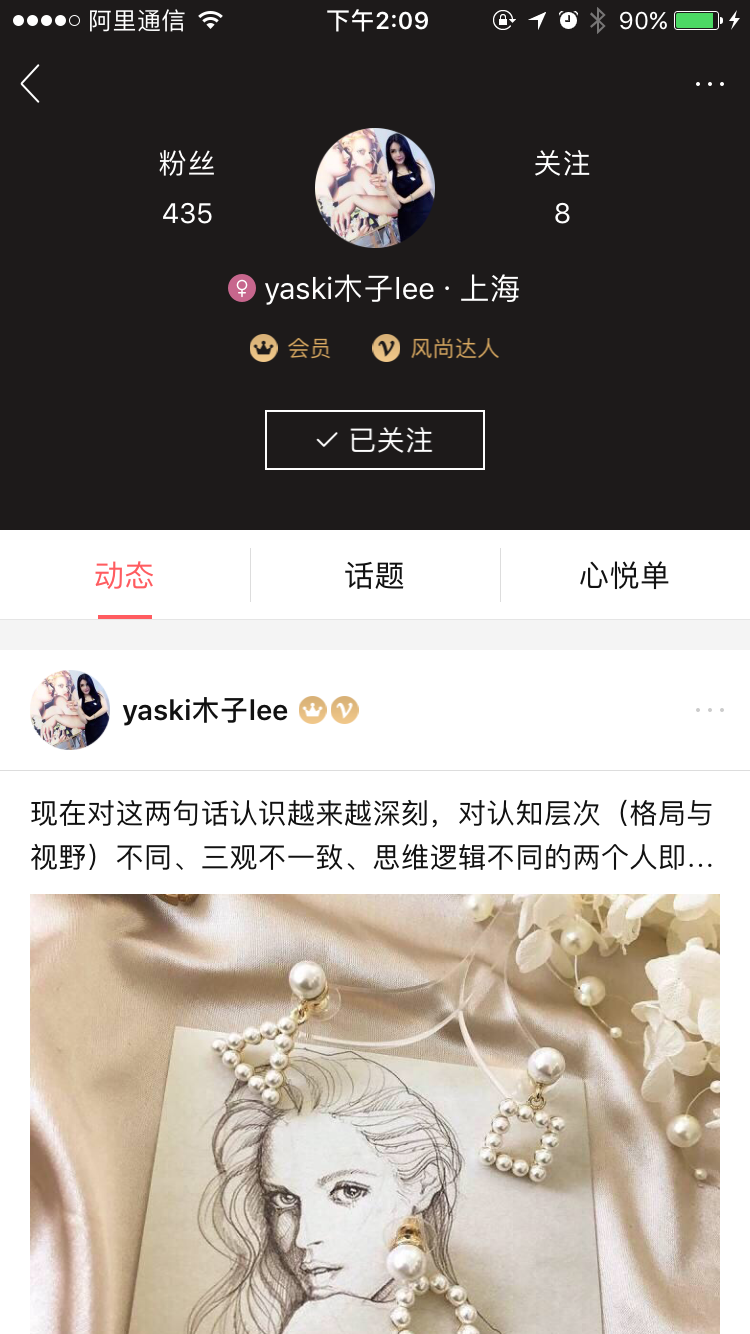 阿里通信 下午2:09 90%
粉丝 关注
435 8
yaski木子lee · 上海
会员 风尚达人
已关注
动态 话题 心悦单
yaski木子lee
现在对这两句话认识越来越深刻，对认知层次（格局与
视野）不同、三观不一致、思维逻辑不同的两个人即...